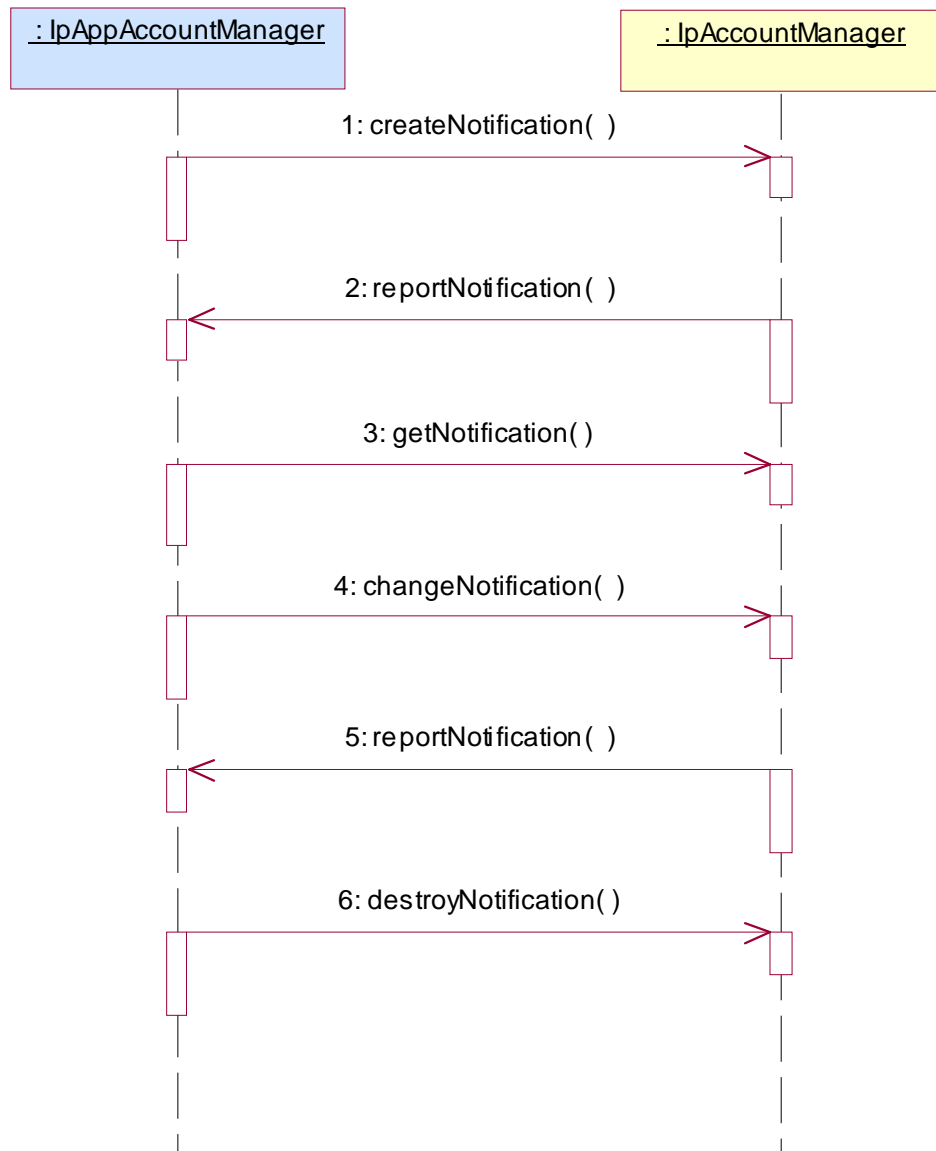 : IpAppAccountManager
: IpAccountManager
1: createNotification( )
2: reportNotification( )
3: getNotification( )
4: changeNotification( )
5: reportNotification( )
6: destroyNotification( )